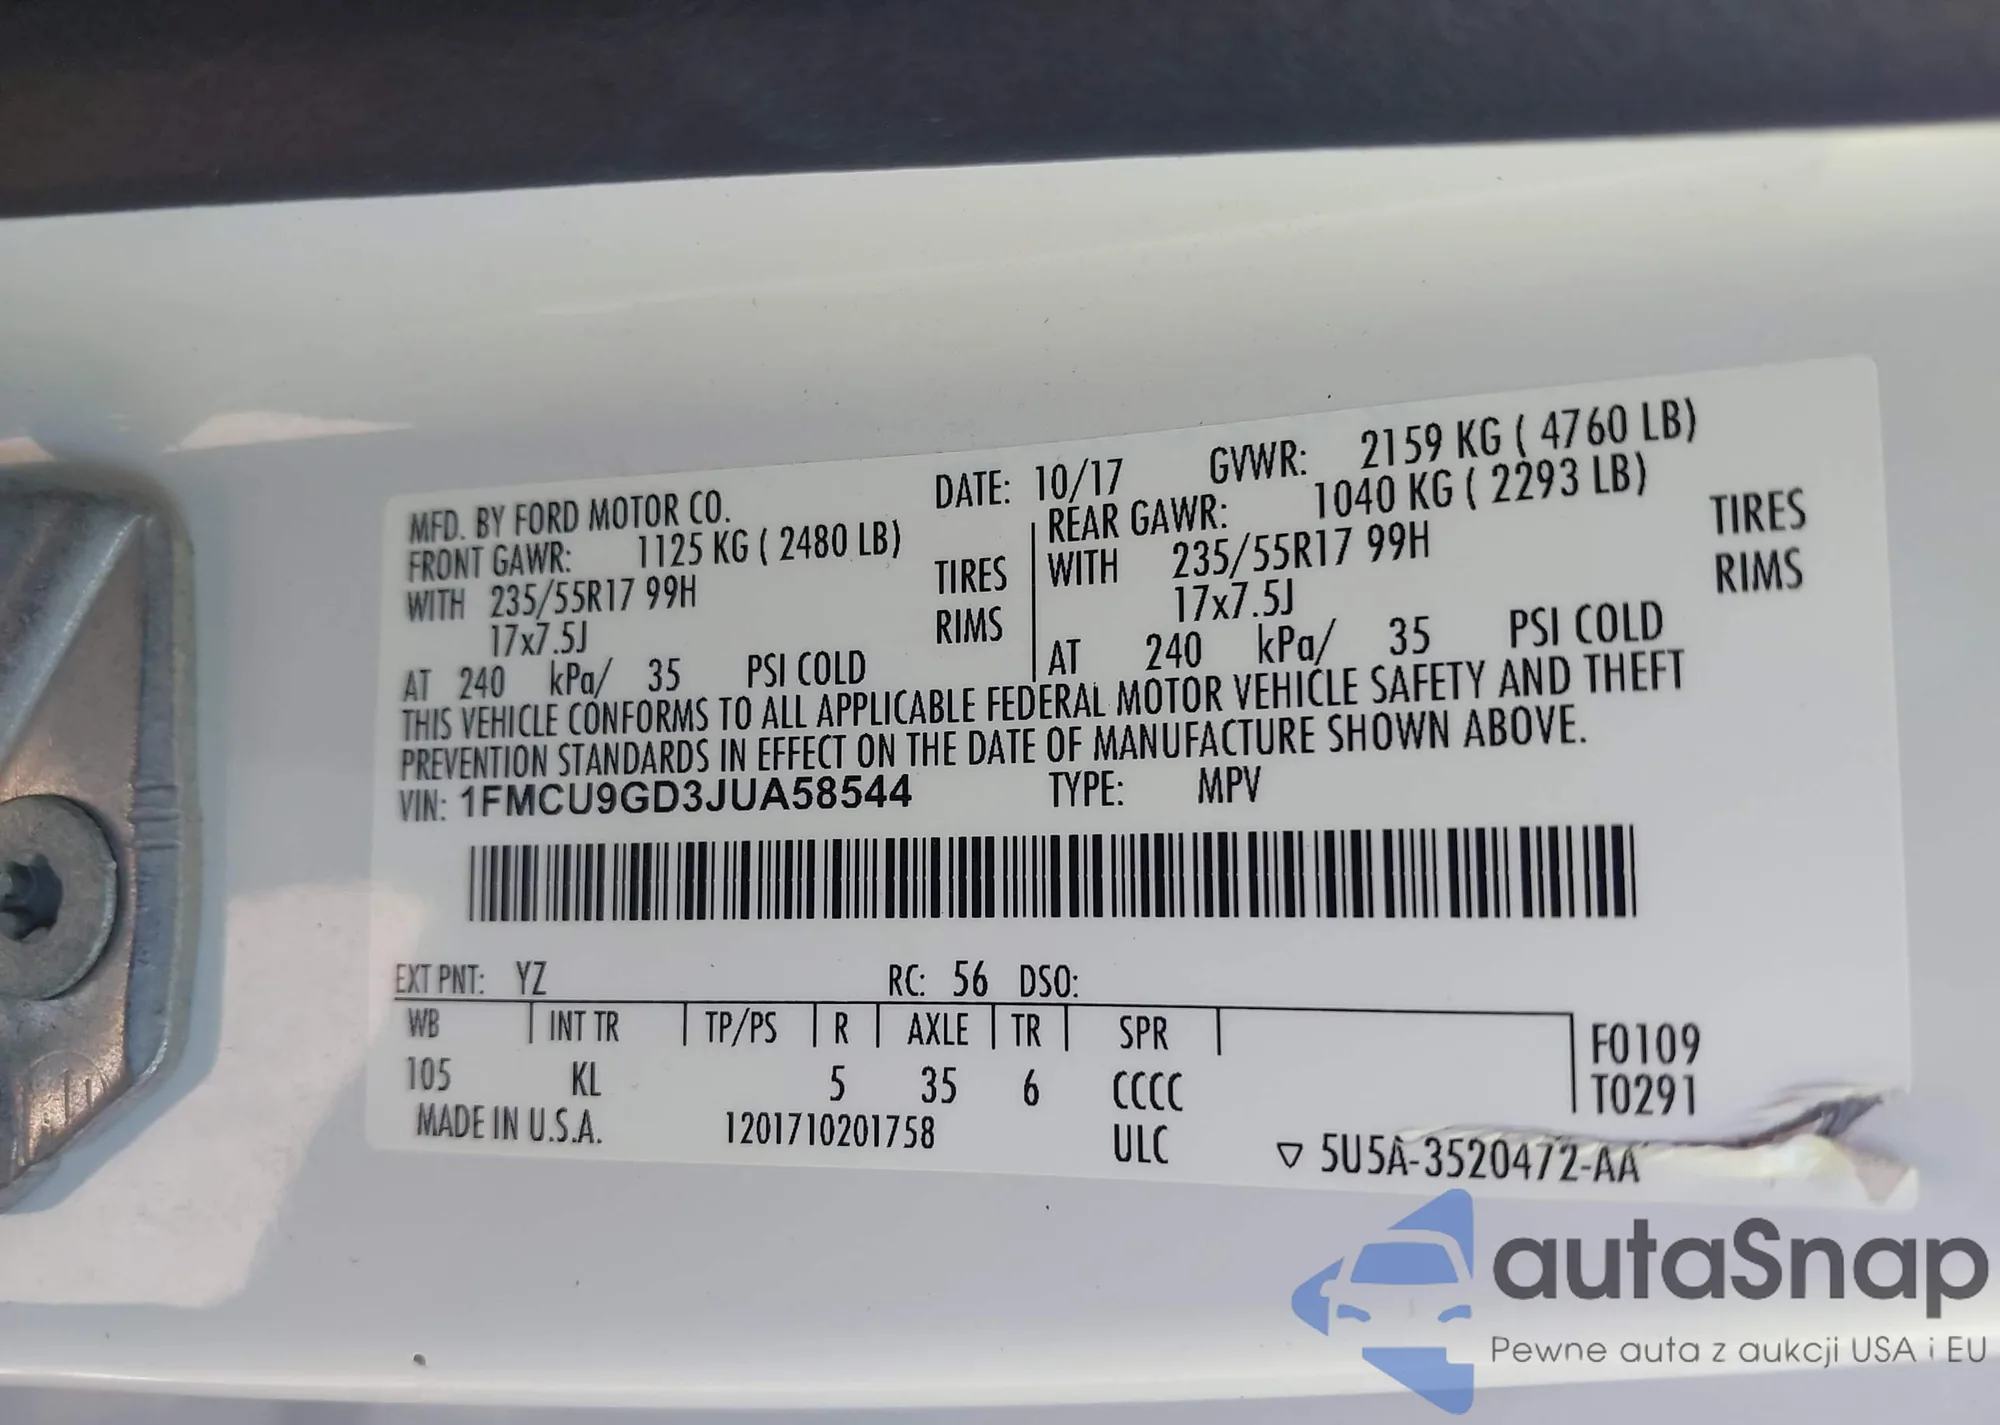 MFD. BY FORD MOTOR CO. DATE: 10/17 GVWR: 2159 KG ( 4760 LB)
FRONT GAWR: 1125 KG ( 2480 LB) REAR GAWR: 1040 KG ( 2293 LB)
WITH 235/55R17 99H TIRES WITH 235/55R17 99H TIRES
17x7.5J RIMS 17x7.5J RIMS
AT 240 kPa/ 35 PSI COLD AT 240 kPa/ 35 PSI COLD
THIS VEHICLE CONFORMS TO ALL APPLICABLE FEDERAL MOTOR VEHICLE SAFETY AND THEFT
PREVENTION STANDARDS IN EFFECT ON THE DATE OF MANUFACTURE SHOWN ABOVE.
VIN: 1FMCU9GD3JUA58544 TYPE: MPV
EXT PNT: YZ RC: 56 DSO:
WB INT TR TP/PS R AXLE TR SPR F0109
105 KL 5 35 6 CCCC T0291
MADE IN U.S.A. 1201710201758 ULC ▽ 5U5A-3520472-AA
autaSnap
Pewne auta z aukcji USA i EU